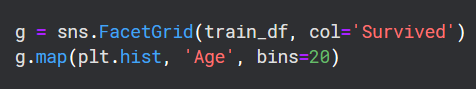 g = sns.FacetGrid(train_df, col='Survived')
g.map(plt.hist, 'Age', bins=20)